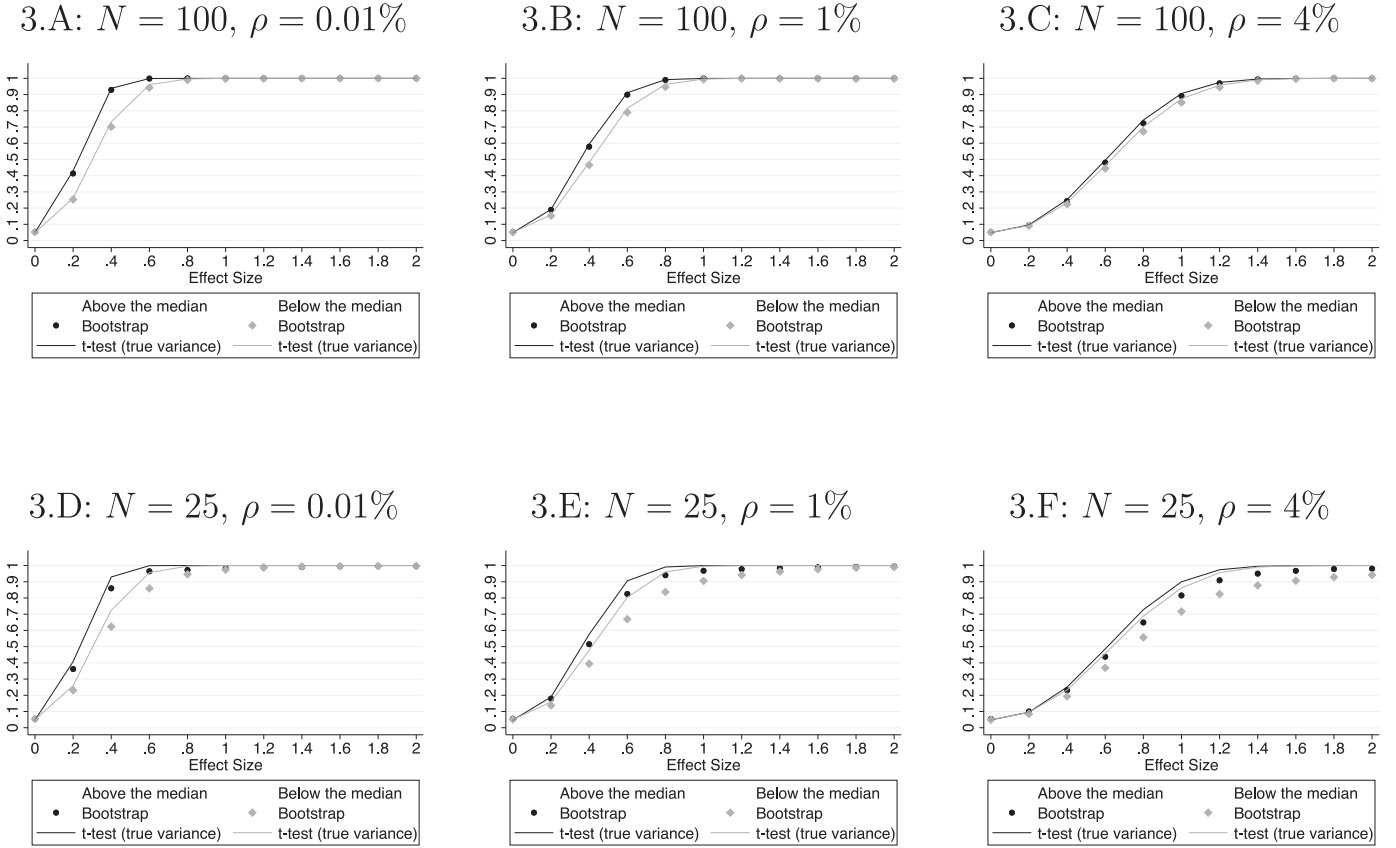 3.A: N = 100, ρ = 0.01%
0 .1 .2 .3 .4 .5 .6 .7 .8 .9 1
0 .2 .4 .6 .8 1 1.2 1.4 1.6 1.8 2
Effect Size
Above the median Below the median
Bootstrap Bootstrap
t-test (true variance) t-test (true variance)
3.B: N = 100, ρ = 1%
0 .1 .2 .3 .4 .5 .6 .7 .8 .9 1
0 .2 .4 .6 .8 1 1.2 1.4 1.6 1.8 2
Effect Size
Above the median Below the median
Bootstrap Bootstrap
t-test (true variance) t-test (true variance)
3.C: N = 100, ρ = 4%
0 .1 .2 .3 .4 .5 .6 .7 .8 .9 1
0 .2 .4 .6 .8 1 1.2 1.4 1.6 1.8 2
Effect Size
Above the median Below the median
Bootstrap Bootstrap
t-test (true variance) t-test (true variance)
3.D: N = 25, ρ = 0.01%
0 .1 .2 .3 .4 .5 .6 .7 .8 .9 1
0 .2 .4 .6 .8 1 1.2 1.4 1.6 1.8 2
Effect Size
Above the median Below the median
Bootstrap Bootstrap
t-test (true variance) t-test (true variance)
3.E: N = 25, ρ = 1%
0 .1 .2 .3 .4 .5 .6 .7 .8 .9 1
0 .2 .4 .6 .8 1 1.2 1.4 1.6 1.8 2
Effect Size
Above the median Below the median
Bootstrap Bootstrap
t-test (true variance) t-test (true variance)
3.F: N = 25, ρ = 4%
0 .1 .2 .3 .4 .5 .6 .7 .8 .9 1
0 .2 .4 .6 .8 1 1.2 1.4 1.6 1.8 2
Effect Size
Above the median Below the median
Bootstrap Bootstrap
t-test (true variance) t-test (true variance)